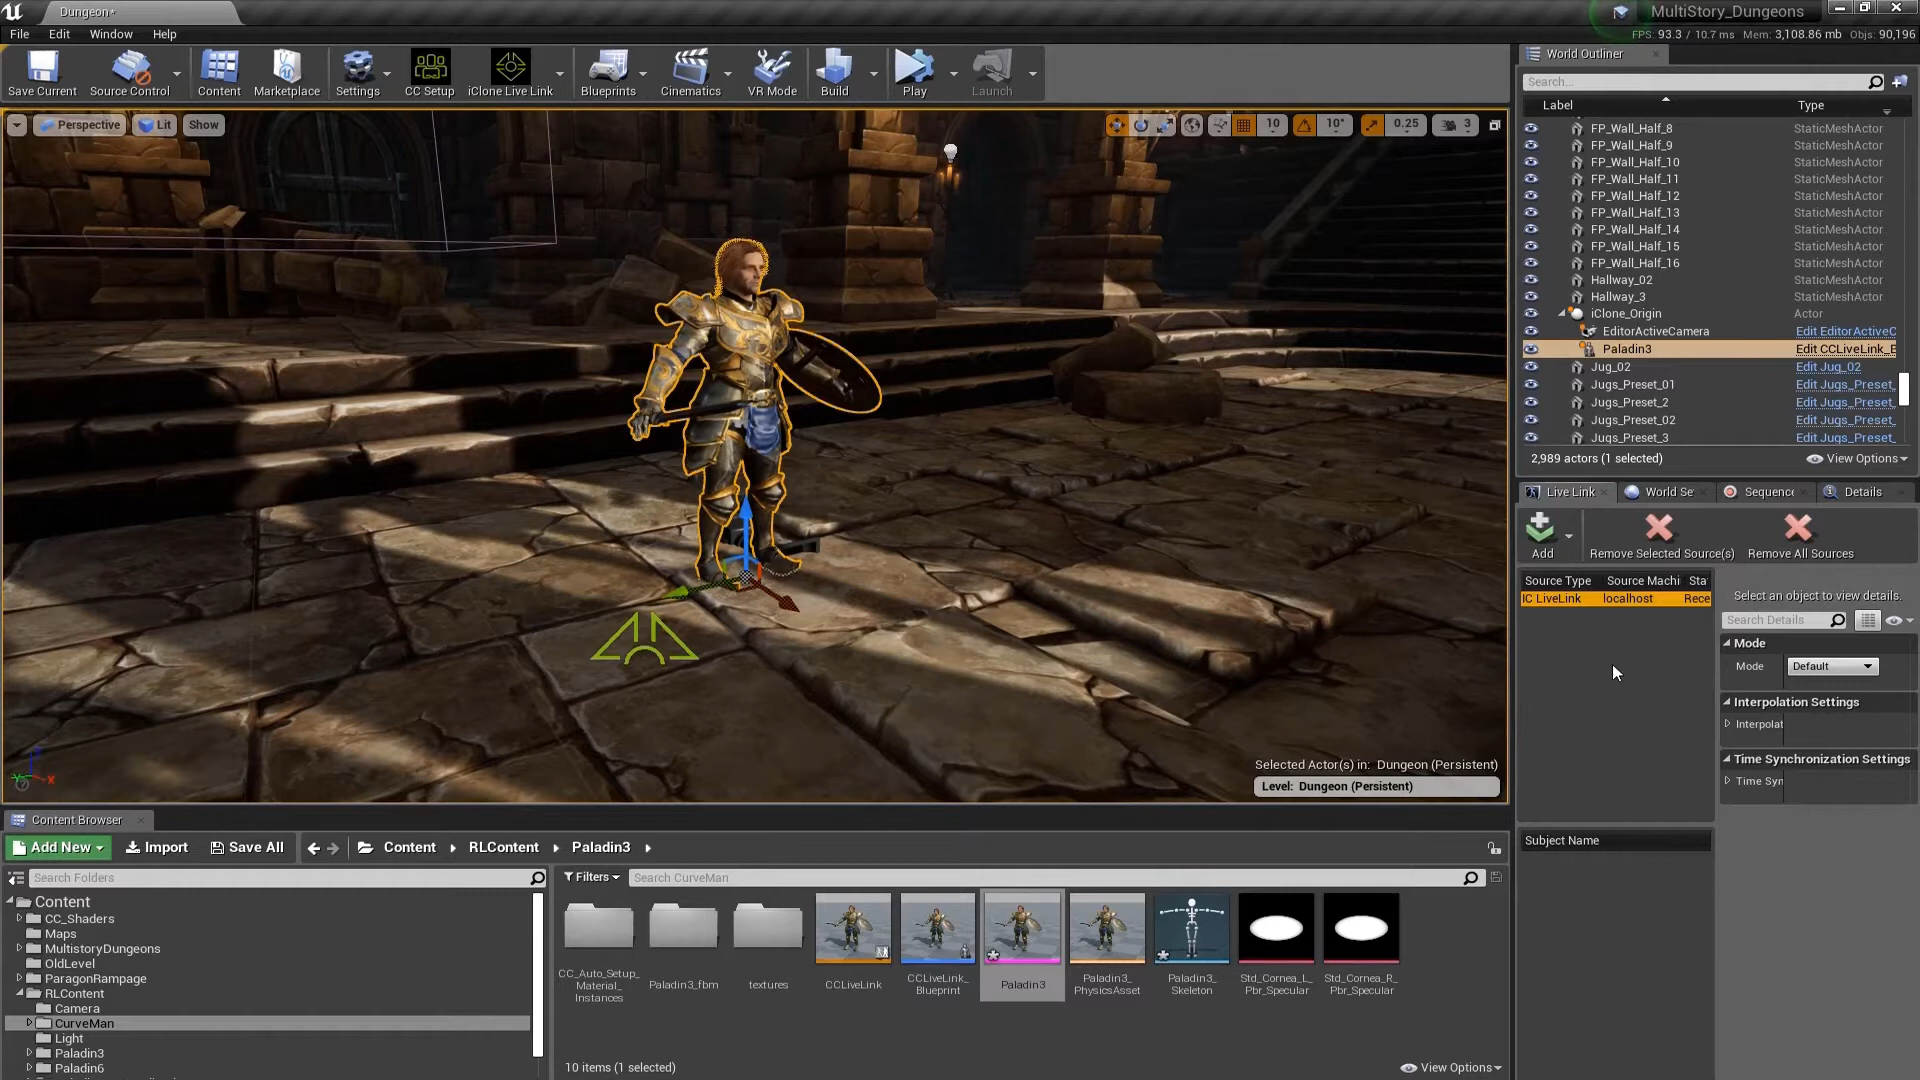 Dungeon*
MultiStory_Dungeons
File Edit Window Help
FPS: 93.3 / 10.7 ms Mem: 3,108.86 mb Objs: 90,196
Save Current Source Control Content Marketplace Settings CC Setup iClone Live Link Blueprints Cinematics VR Mode Build Play Launch
Perspective Lit Show
10 10° 0.25 3
World Outliner
Search...
Label Type
FP_Wall_Half_8 StaticMeshActor
FP_Wall_Half_9 StaticMeshActor
FP_Wall_Half_10 StaticMeshActor
FP_Wall_Half_11 StaticMeshActor
FP_Wall_Half_12 StaticMeshActor
FP_Wall_Half_13 StaticMeshActor
FP_Wall_Half_14 StaticMeshActor
FP_Wall_Half_15 StaticMeshActor
FP_Wall_Half_16 StaticMeshActor
Hallway_02 StaticMeshActor
Hallway_3 StaticMeshActor
iClone_Origin Actor
EditorActiveCamera Edit EditorActiveC
Paladin3 Edit CCLiveLink_E
Jug_02 Edit Jug_02
Jugs_Preset_01 Edit Jugs_Preset_
Jugs_Preset_2 Edit Jugs_Preset_
Jugs_Preset_02 Edit Jugs_Preset_
Jugs_Preset_3 Edit Jugs_Preset_
2,989 actors (1 selected) View Options
Live Link World Se Sequenc Details
Add Remove Selected Source(s) Remove All Sources
Source Type Source Machi Sta
IC LiveLink localhost Rece
Select an object to view details.
Search Details
Mode
Mode Default
Interpolation Settings
Interpolat
Time Synchronization Settings
Time Syn
Subject Name
Selected Actor(s) in: Dungeon (Persistent)
Level: Dungeon (Persistent)
Content Browser
Add New Import Save All Content RLContent Paladin3
Search Folders
Filters Search CurveMan
Content
CC_Shaders
Maps
MultistoryDungeons
OldLevel
ParagonRampage
RLContent
Camera
CurveMan
Light
Paladin3
Paladin6
CC_Auto_Setup_
Material_
Instances
Paladin3_fbm
textures
CCLiveLink
CCLiveLink_
Blueprint
Paladin3
Paladin3_
PhysicsAsset
Paladin3_
Skeleton
Std_Cornea_L_
Pbr_Specular
Std_Cornea_R_
Pbr_Specular
10 items (1 selected) View Options